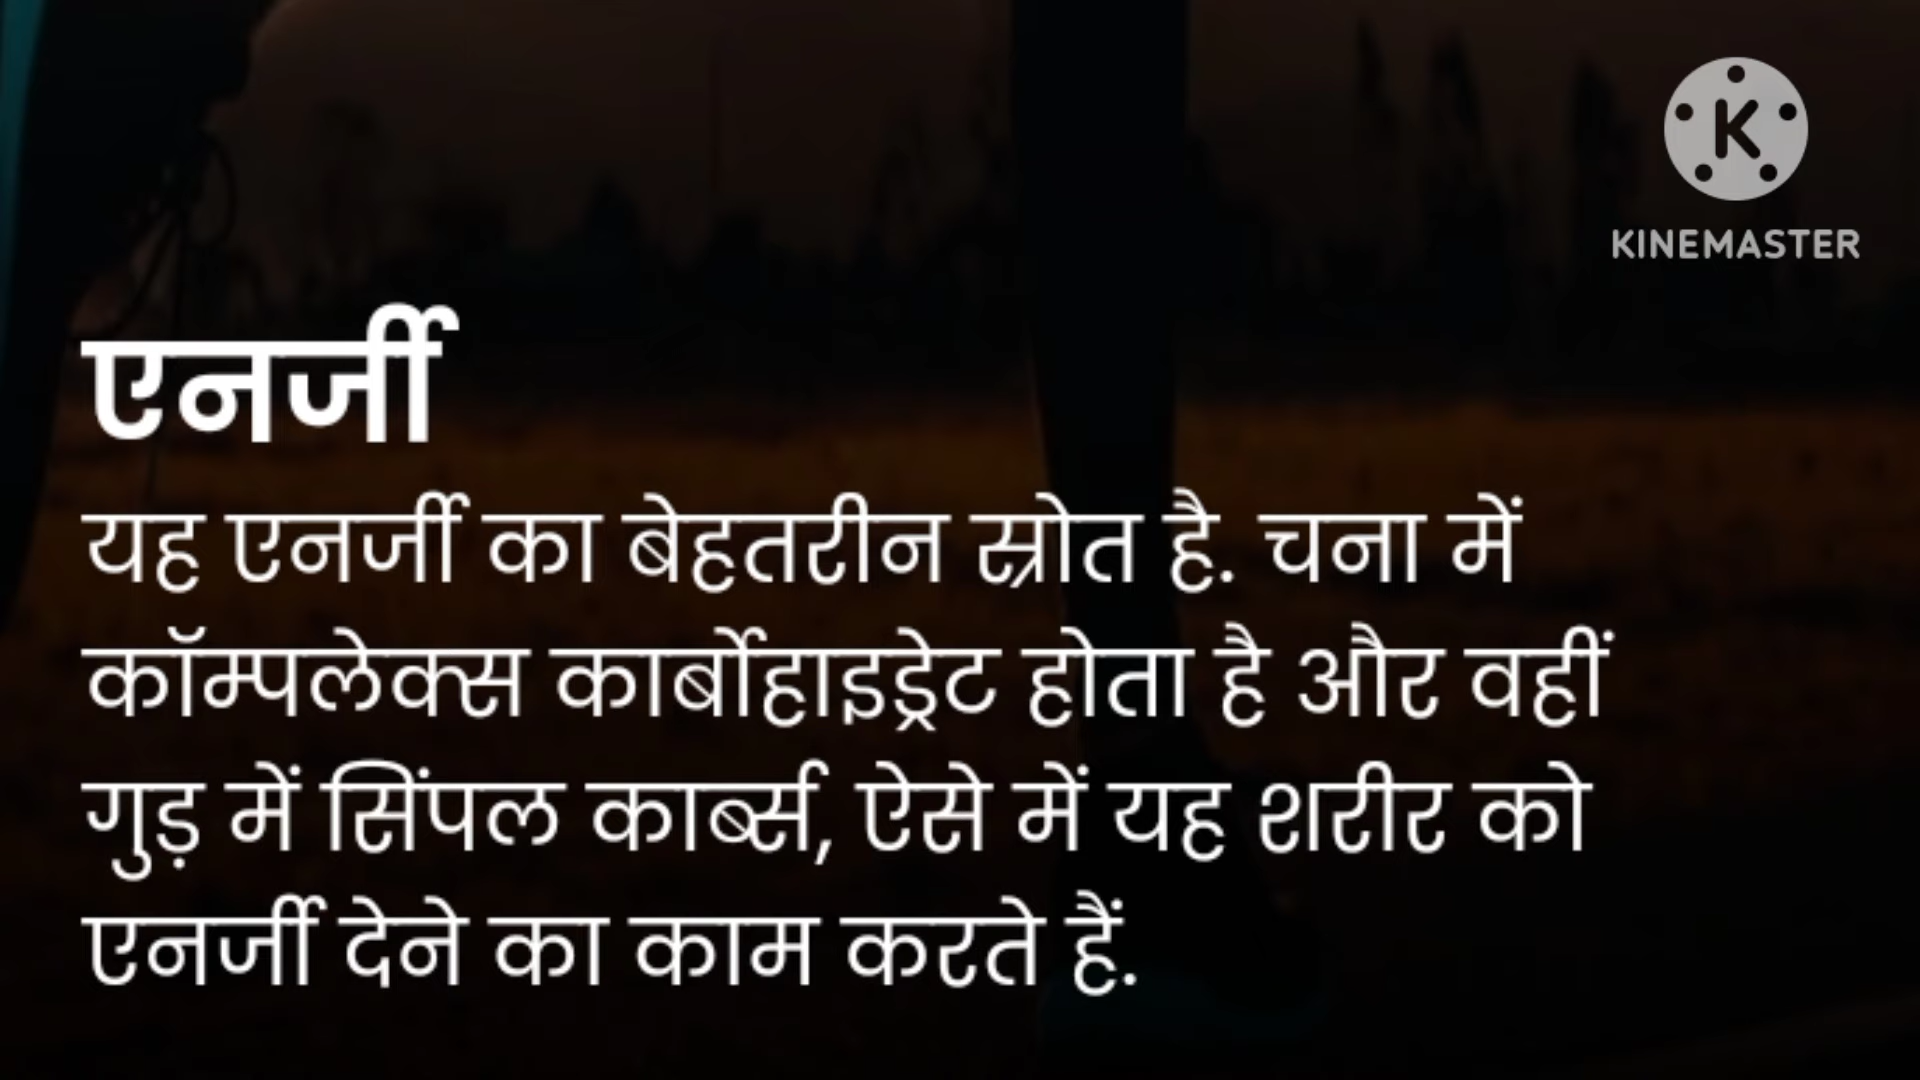 KINEMASTER
एनर्जी
यह एनर्जी का बेहतरीन स्रोत है. चना में
कॉम्पलेक्स कार्बोहाइड्रेट होता है और वहीं
गुड़ में सिंपल कार्ब्स, ऐसे में यह शरीर को
एनर्जी देने का काम करते हैं.